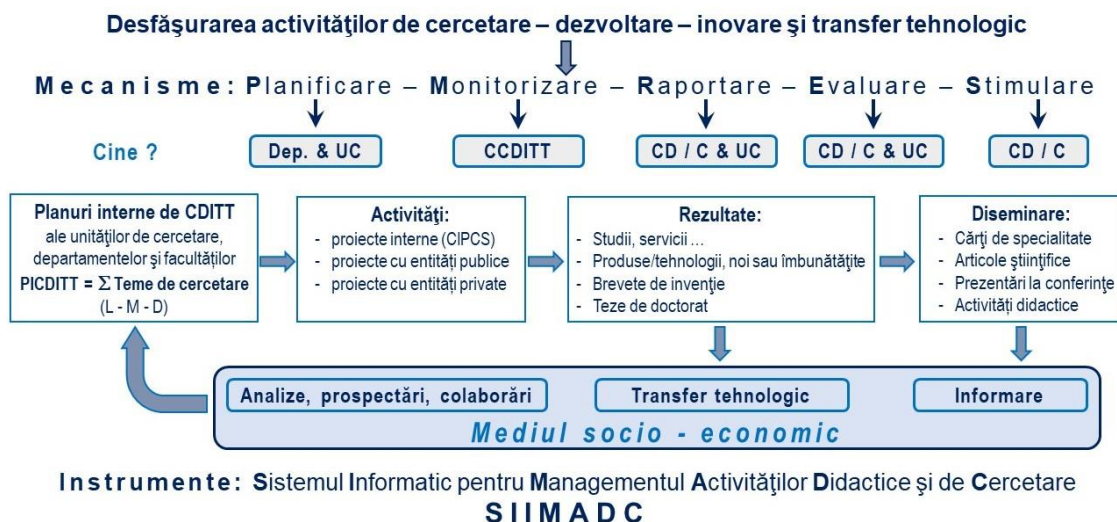 Desfăşurarea activităţilor de cercetare – dezvoltare – inovare şi transfer tehnologic
Mecanisme: Planificare – Monitorizare – Raportare – Evaluare – Stimulare
Cine ?
Dep. & UC
CCDITT
CD / C & UC
CD / C & UC
CD / C
Planuri interne de CDITT
ale unităţilor de cercetare,
departamentelor şi facultăţilor
PICDITT = Σ Teme de cercetare
(L - M - D)
Activităţi:
- proiecte interne (CIPCS)
- proiecte cu entităţi publice
- proiecte cu entităţi private
Rezultate:
- Studii, servicii ...
- Produse/tehnologii, noi sau îmbunătăţite
- Brevete de invenţie
- Teze de doctorat
Diseminare:
- Cărţi de specialitate
- Articole ştiinţifice
- Prezentări la conferinţe
- Activităţi didactice
Analize, prospectări, colaborări
Transfer tehnologic
Informare
Mediul socio - economic
Instrumente: Sistemul Informatic pentru Managementul Activităţilor Didactice şi de Cercetare
SIIMADC